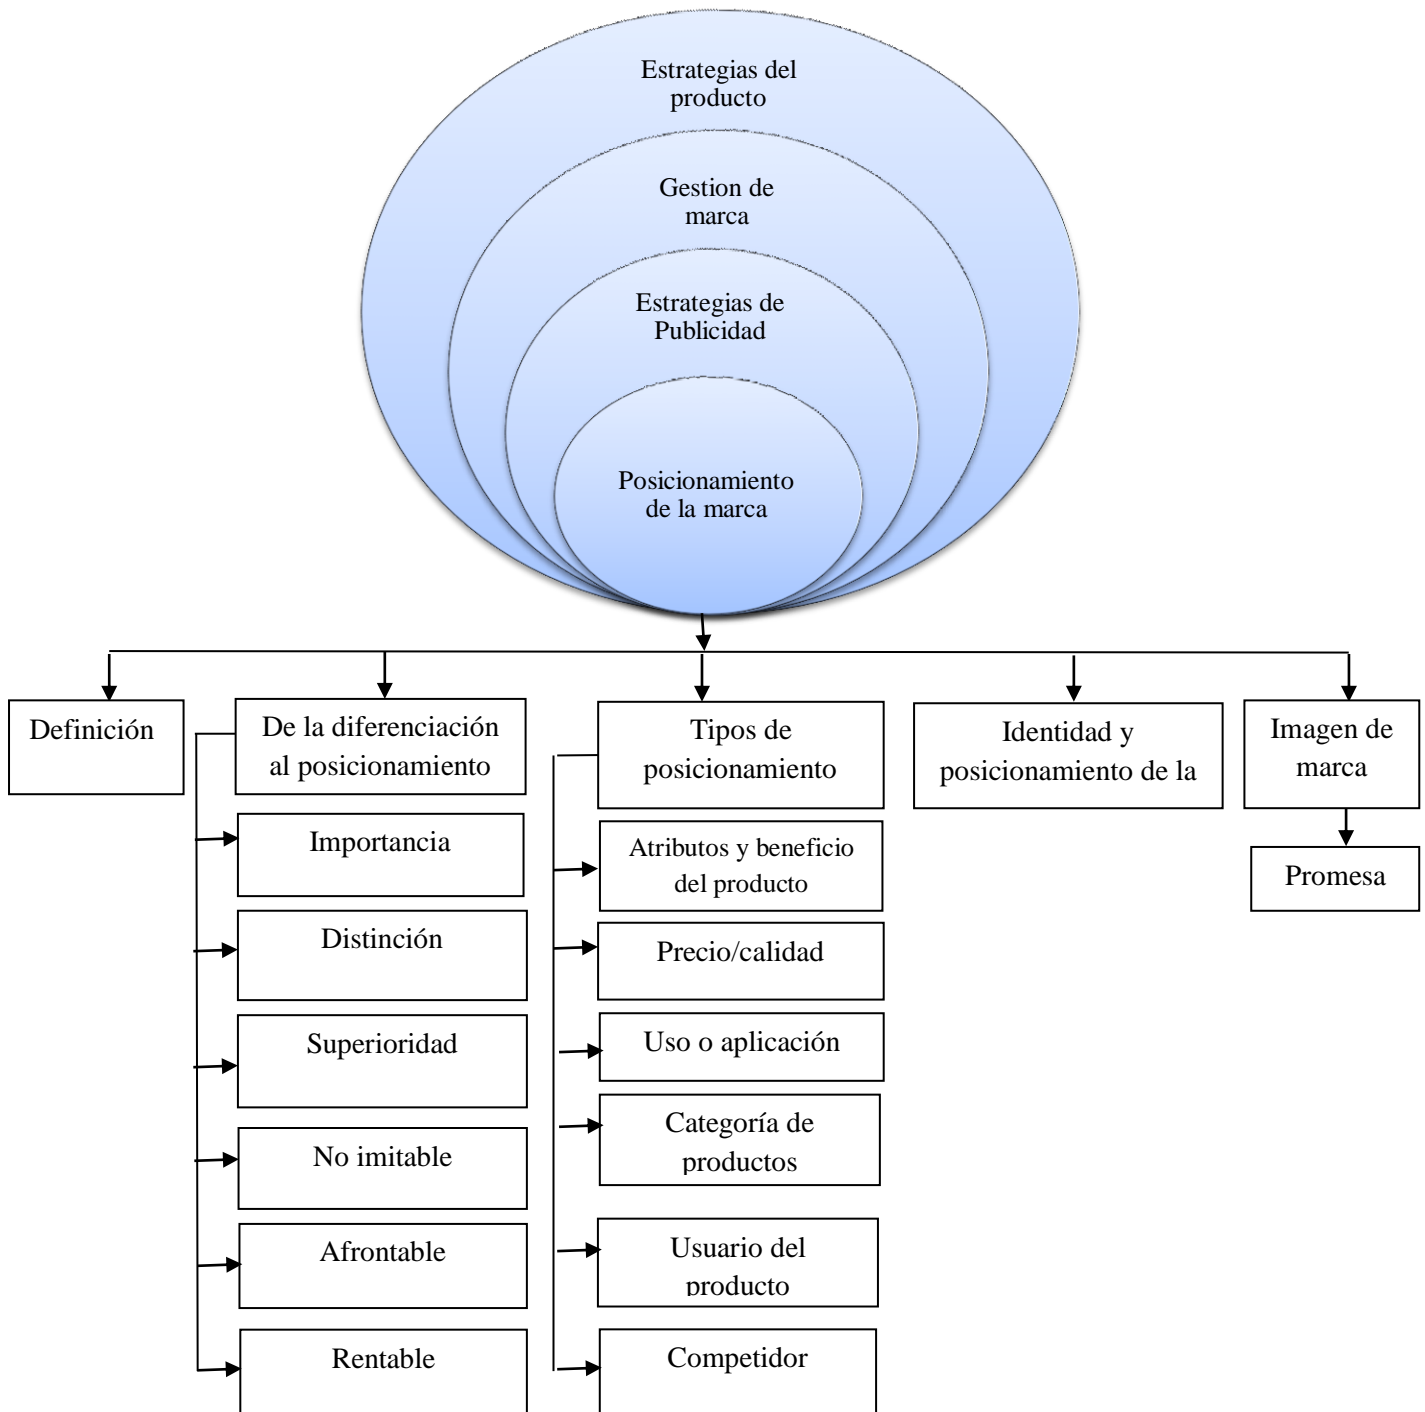 Estrategias del
producto
Gestion de
marca
Estrategias de
Publicidad
Posicionamiento
de la marca
Definición
De la diferenciación
al posicionamiento
Importancia
Distinción
Superioridad
No imitable
Afrontable
Rentable
Tipos de
posicionamiento
Atributos y beneficio
del producto
Precio/calidad
Uso o aplicación
Categoría de
productos
Usuario del
producto
Competidor
Identidad y
posicionamiento de la
Imagen de
marca
Promesa